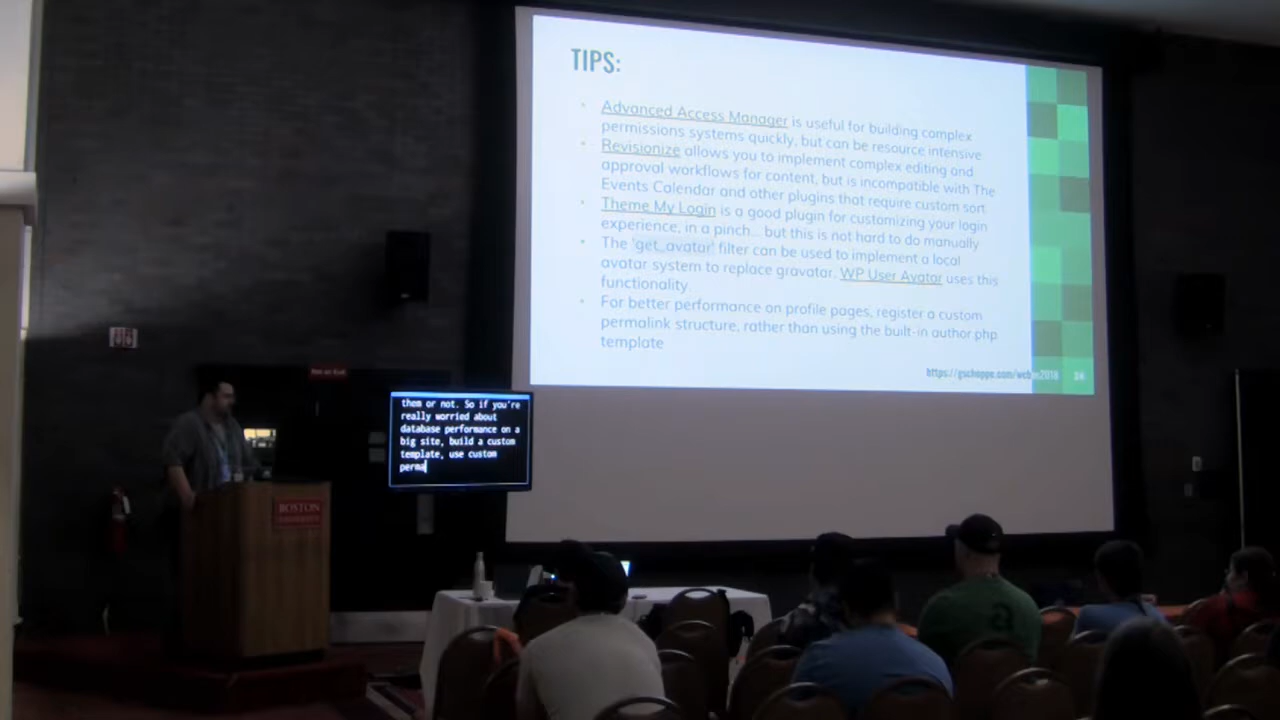 TIPS:
Advanced Access Manager is useful for building complex
permissions systems quickly, but can be resource intensive
Revisionize allows you to implement complex editing and
approval workflows for content, but is incompatible with The
Events Calendar and other plugins that require custom sort
Theme My Login is a good plugin for customizing your login
experience, in a pinch... but this is not hard to do manually
The 'get_avatar' filter can be used to implement a local
avatar system to replace gravatar. WP User Avatar uses this
functionality.
For better performance on profile pages, register a custom
permalink structure, rather than using the built-in author.php
template
24
them or not. So if you're
really worried about
database performance on a
big site, build a custom
template, use custom
perma
BOSTON
UNIVERSITY